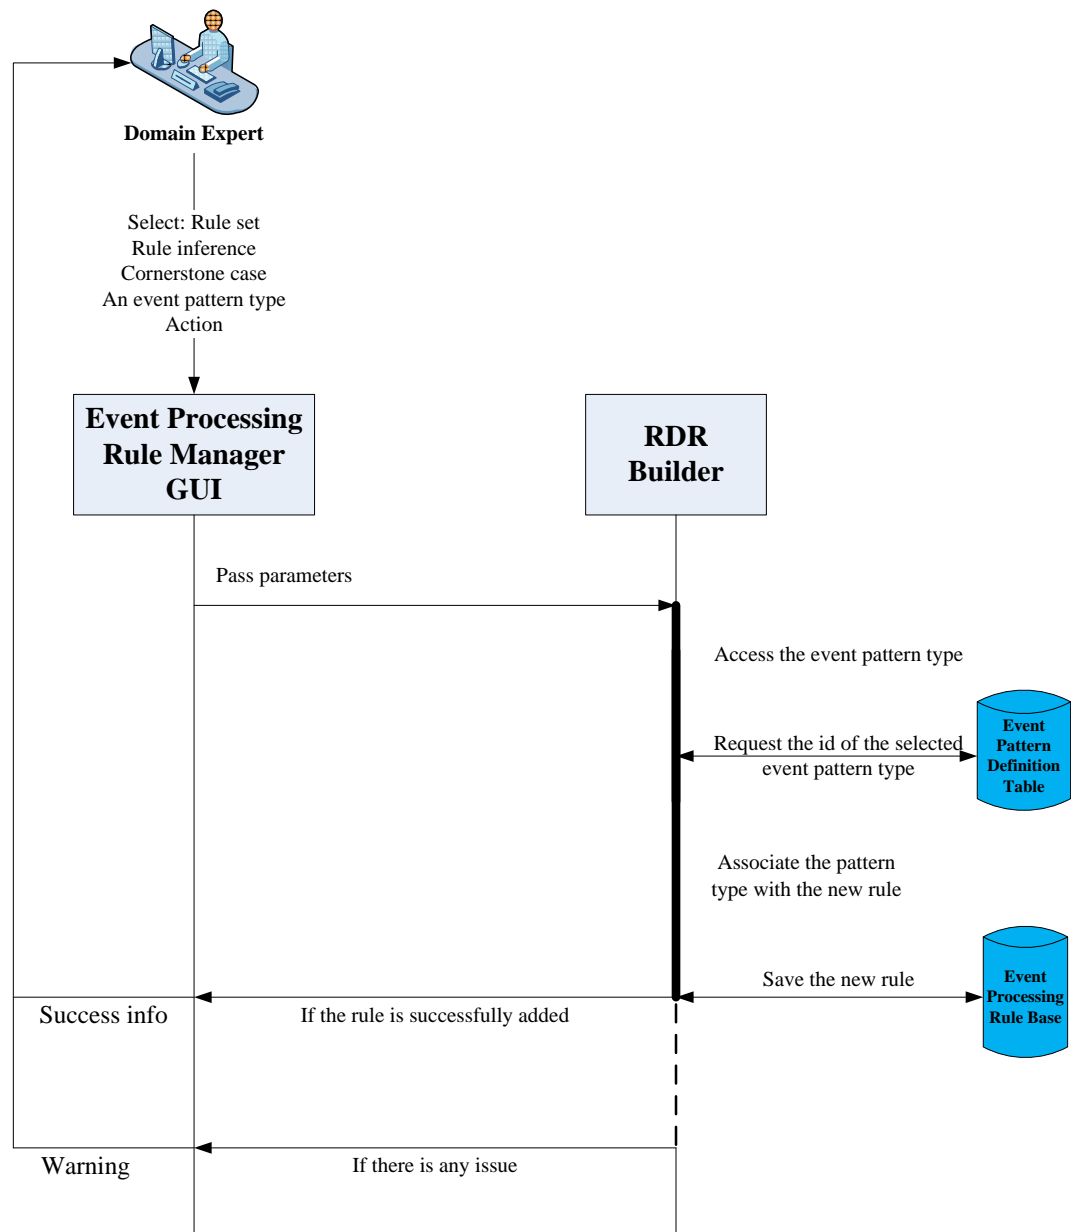 Domain Expert
Select: Rule set
Rule inference
Cornerstone case
An event pattern type
Action
Event Processing
Rule Manager
GUI
RDR
Builder
Pass parameters
Access the event pattern type
Request the id of the selected
event pattern type
Event
Pattern
Definition
Table
Associate the pattern
type with the new rule
Save the new rule
Event
Processing
Rule Base
Success info
If the rule is successfully added
Warning
If there is any issue